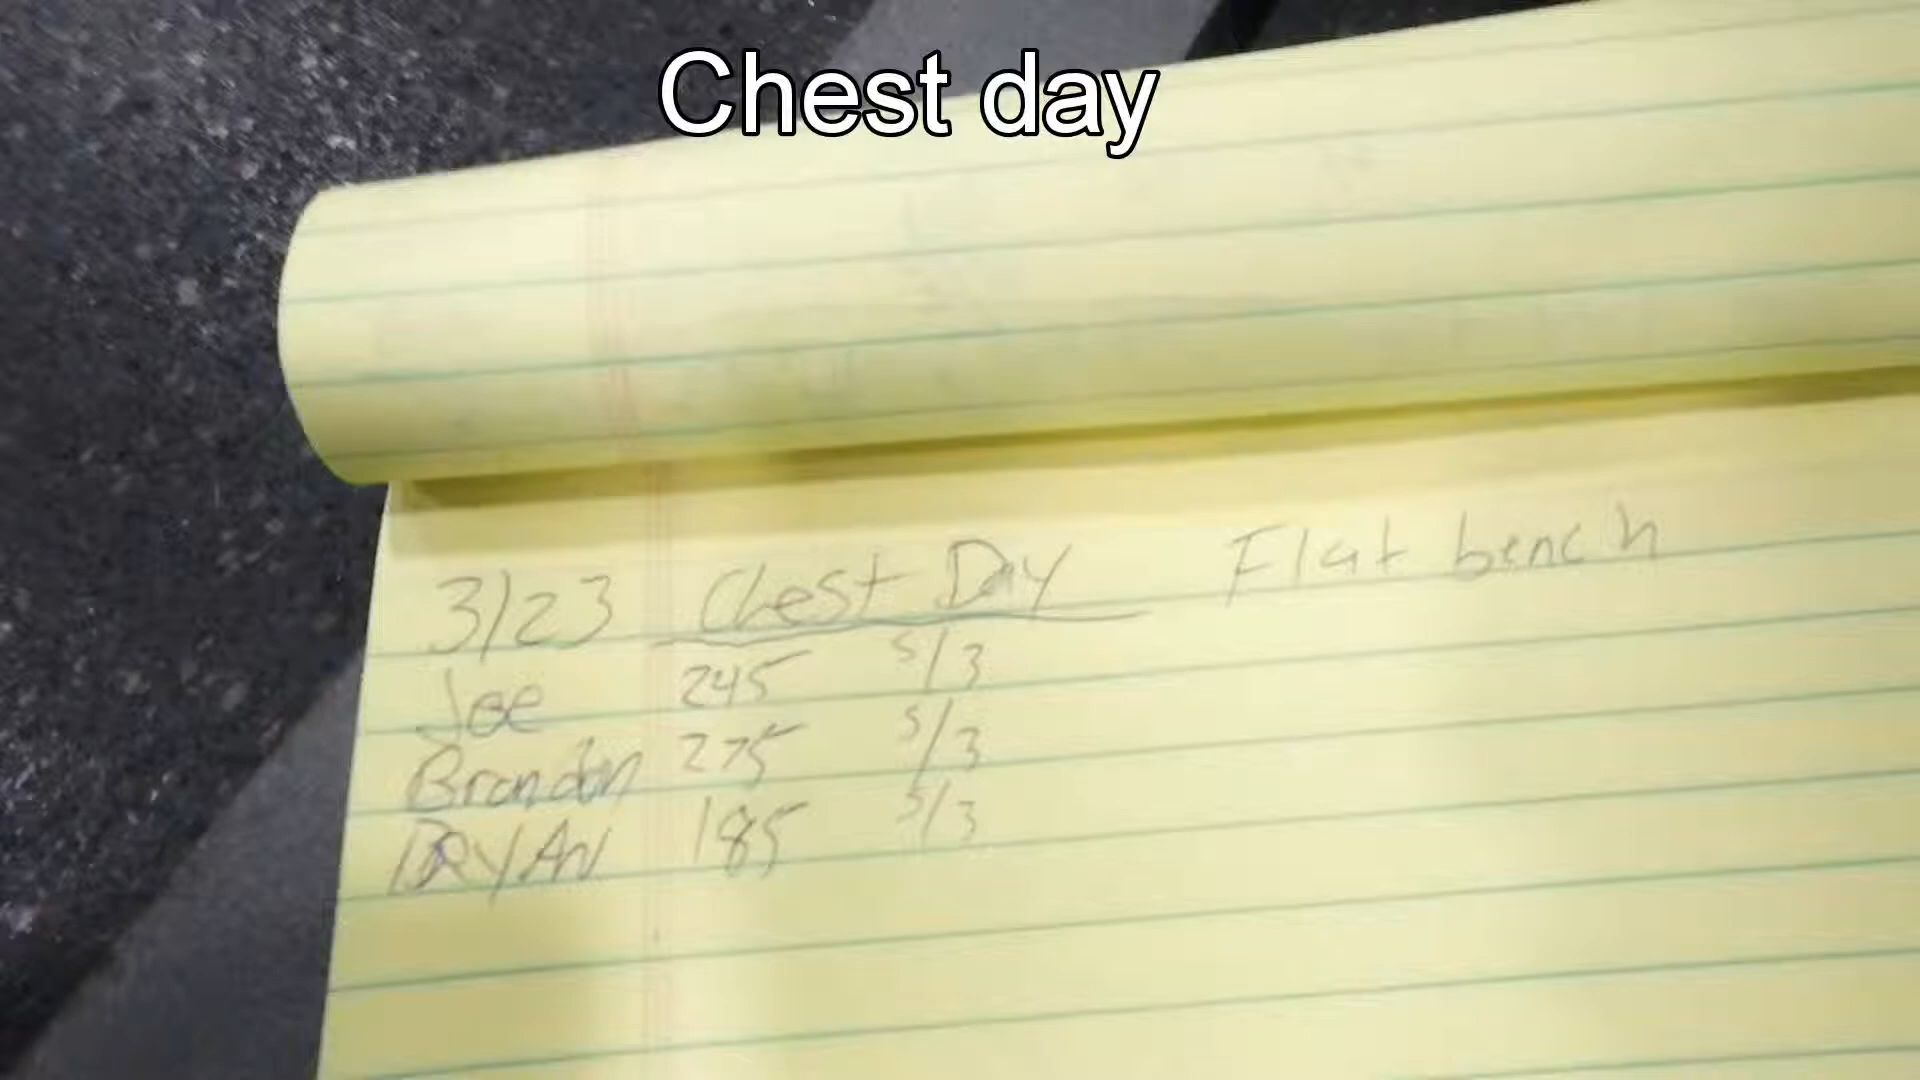 Chest day
3/23 Chest Day Flat bench
Joe 245 5/3
Brandon 275 5/3
RYAN 185 5/3